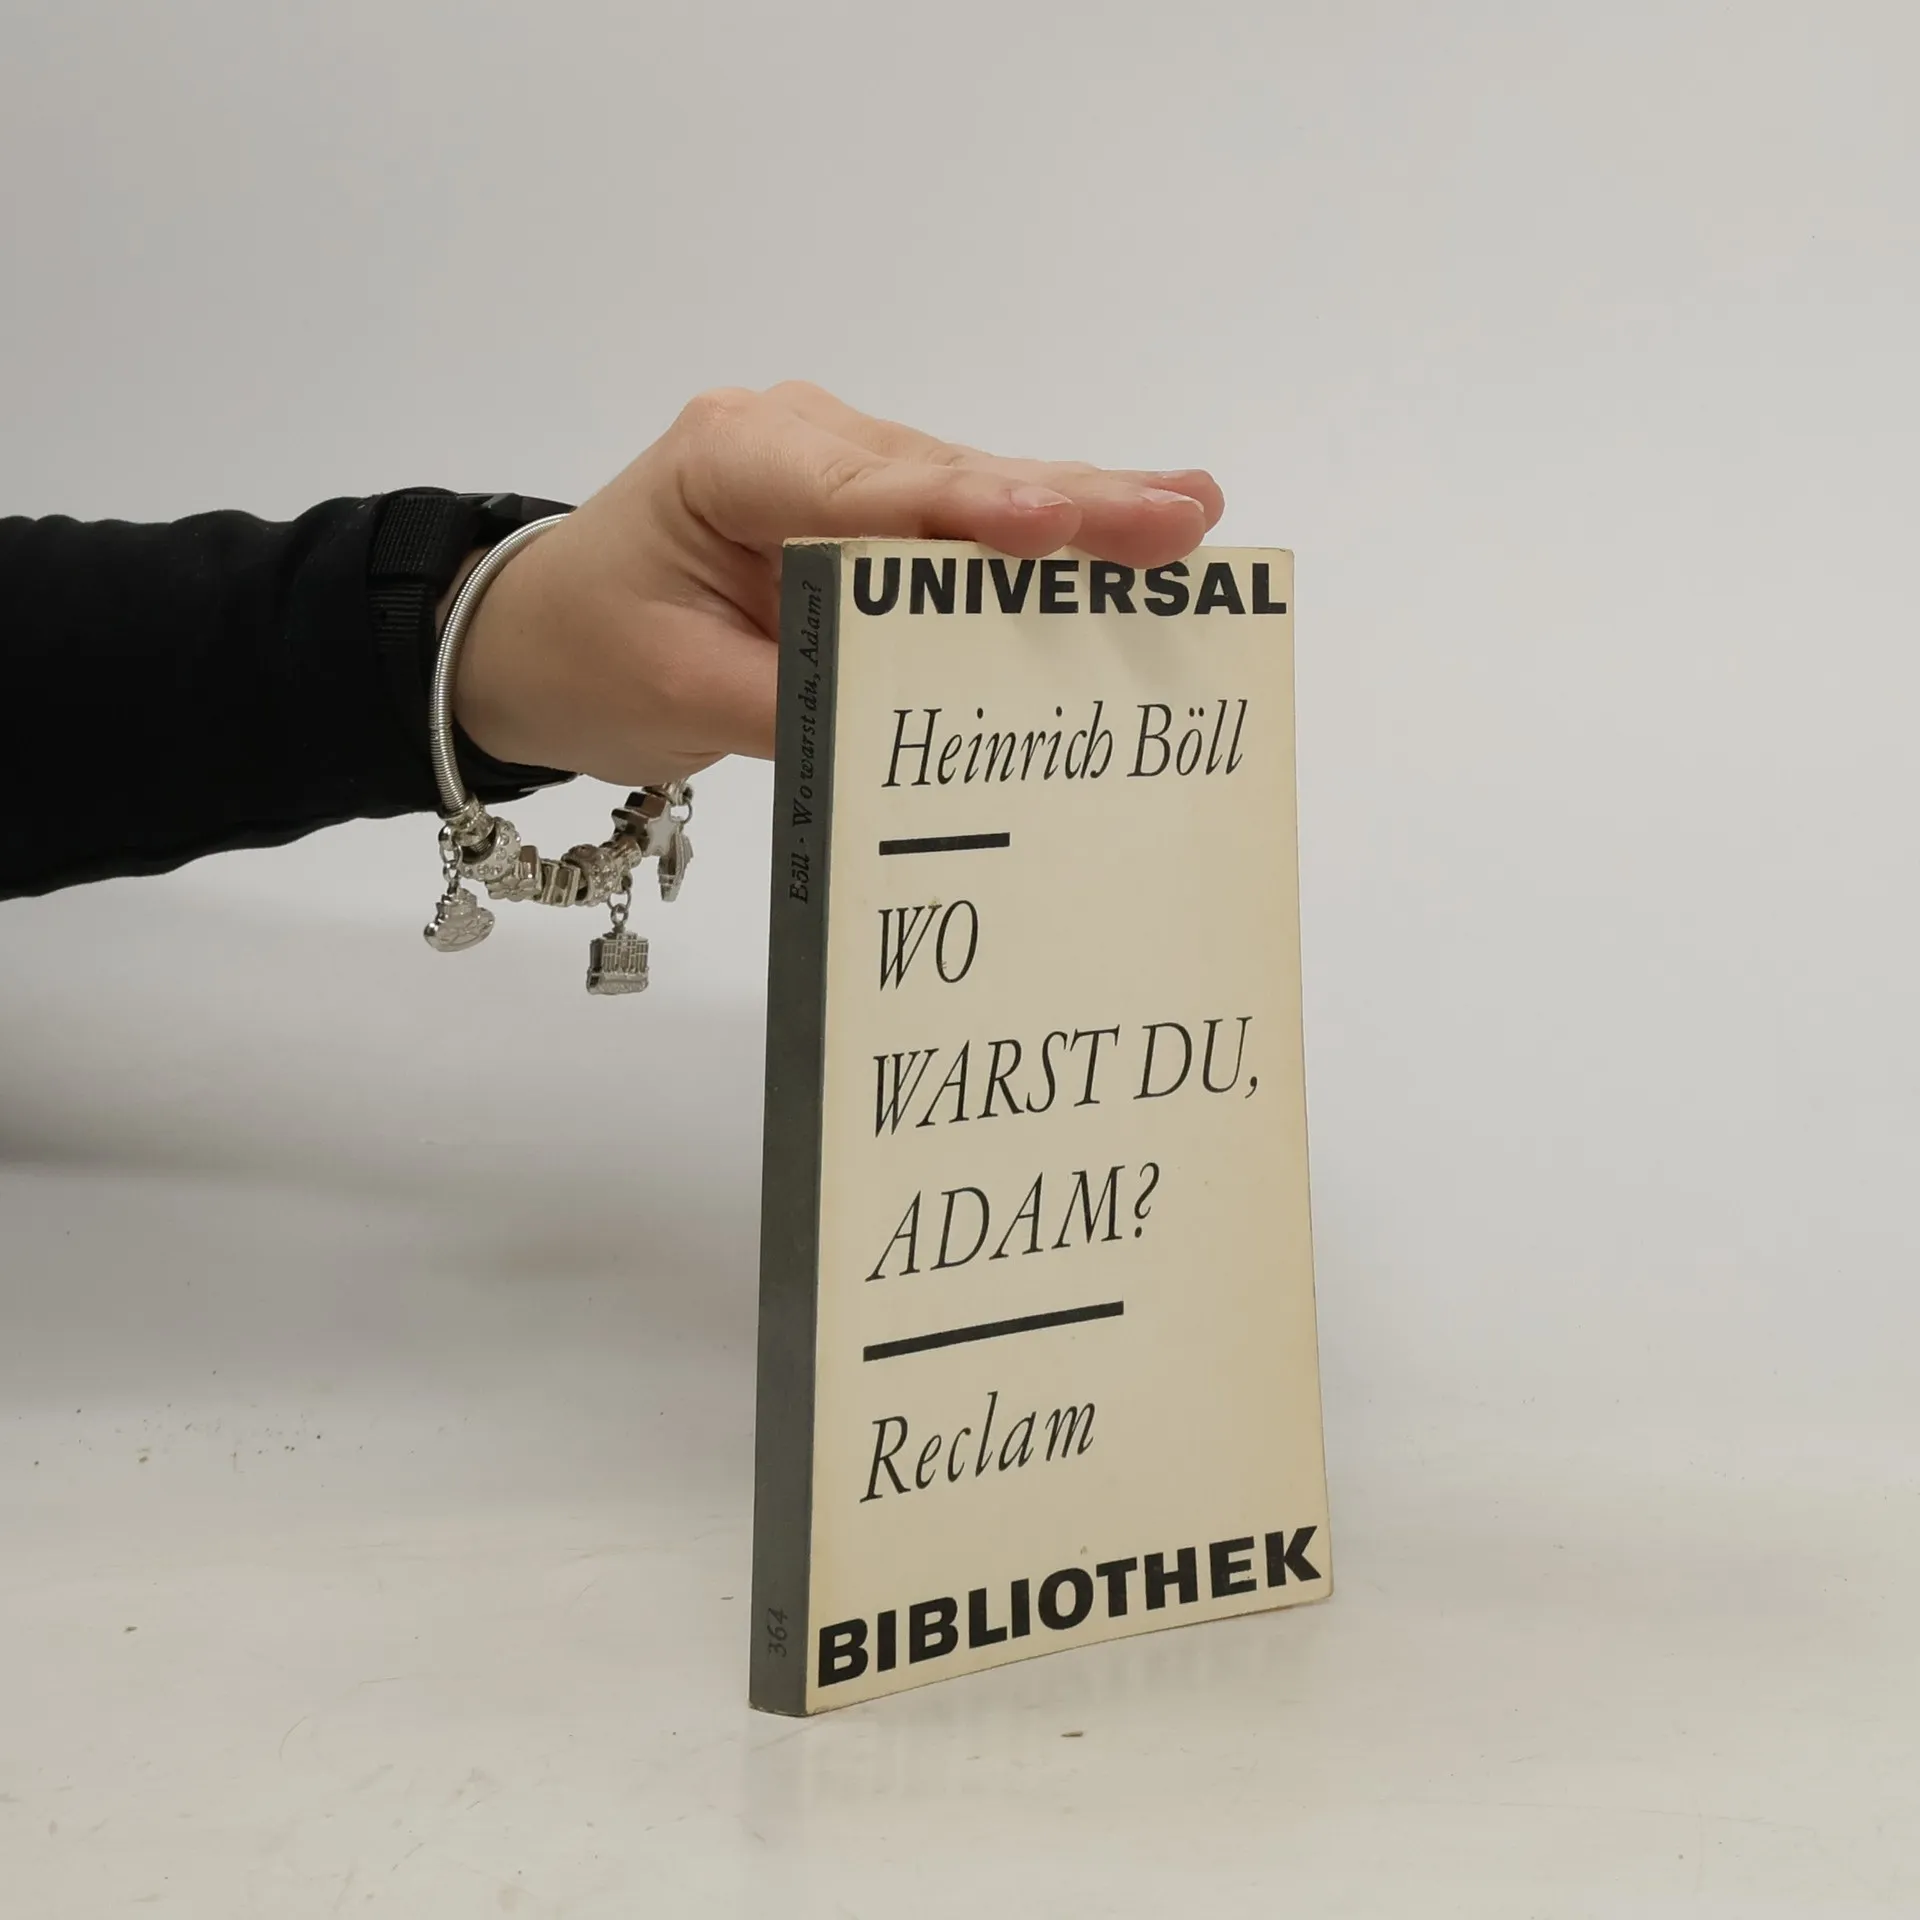 UNIVERSAL
Heinrich Böll
WO
WARST DU,
ADAM?
Reclam
BIBLIOTHEK
Böll · Wo warst du, Adam?
364